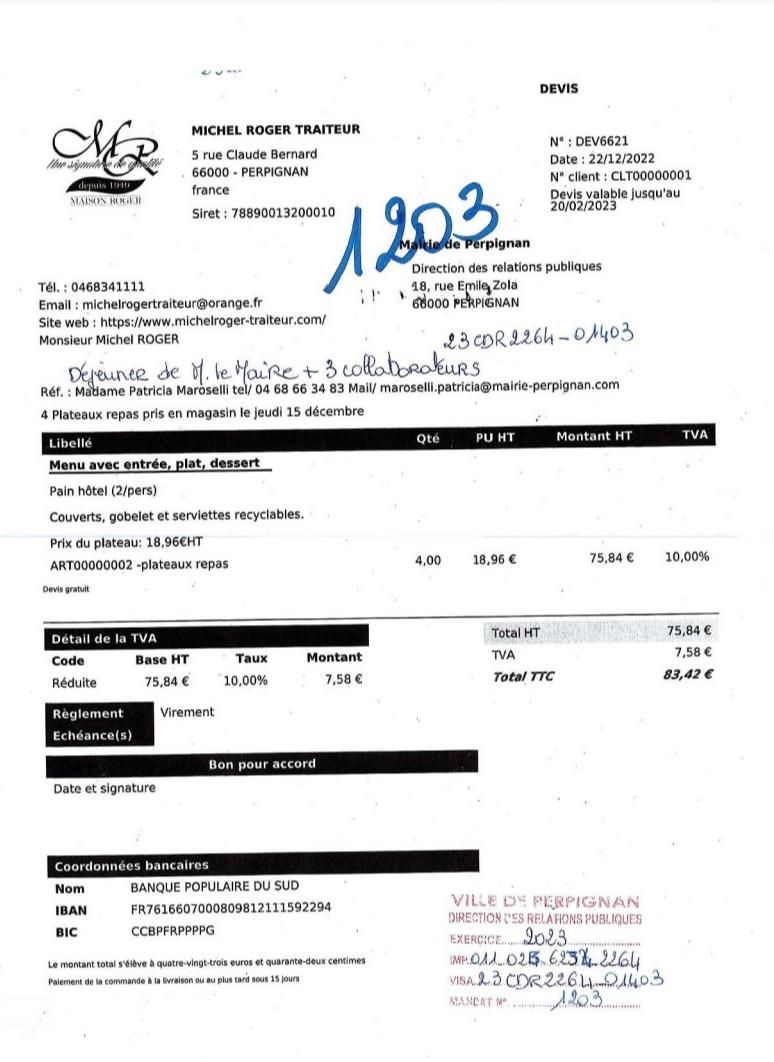 DEVIS
MR
Une signature de qualité
depuis 1949
MAISON ROGER
MICHEL ROGER TRAITEUR
5 rue Claude Bernard
66000 - PERPIGNAN
france
Siret : 78890013200010
N° : DEV6621
Date : 22/12/2022
N° client : CLT00000001
Devis valable jusqu'au
20/02/2023
1203
Mairie de Perpignan
Direction des relations publiques
18, rue Emile Zola
66000 PERPIGNAN
Tél. : 0468341111
Email : michelrogertraiteur@orange.fr
Site web : https://www.michelroger-traiteur.com/
Monsieur Michel ROGER
23CDR2264-01403
Déjeuner de M. le Maire + 3 collaborateurs
Réf. : Madame Patricia Maroselli tel/ 04 68 66 34 83 Mail/ maroselli.patricia@mairie-perpignan.com
4 Plateaux repas pris en magasin le jeudi 15 décembre
Libellé Qté PU HT Montant HT TVA
Menu avec entrée, plat, dessert
Pain hôtel (2/pers)
Couverts, gobelet et serviettes recyclables.
Prix du plateau: 18,96€HT
ART00000002 -plateaux repas 4,00 18,96 € 75,84 € 10,00%
Devis gratuit
Détail de la TVA
Code Base HT Taux Montant
Réduite 75,84 € 10,00% 7,58 €
Total HT 75,84 €
TVA 7,58 €
Total TTC 83,42 €
Règlement Virement
Echéance(s)
Bon pour accord
Date et signature
Coordonnées bancaires
Nom BANQUE POPULAIRE DU SUD
IBAN FR7616607000809812111592294
BIC CCBPFRPPPPG
Le montant total s'élève à quatre-vingt-trois euros et quarante-deux centimes
Paiement de la commande à la livraison ou au plus tard sous 15 jours
VILLE DE PERPIGNAN
DIRECTION DES RELATIONS PUBLIQUES
EXERCICE 2023
IMP. 011_025_ 2264
VISA 23CDR2264-01403
MANDAT N° 1203